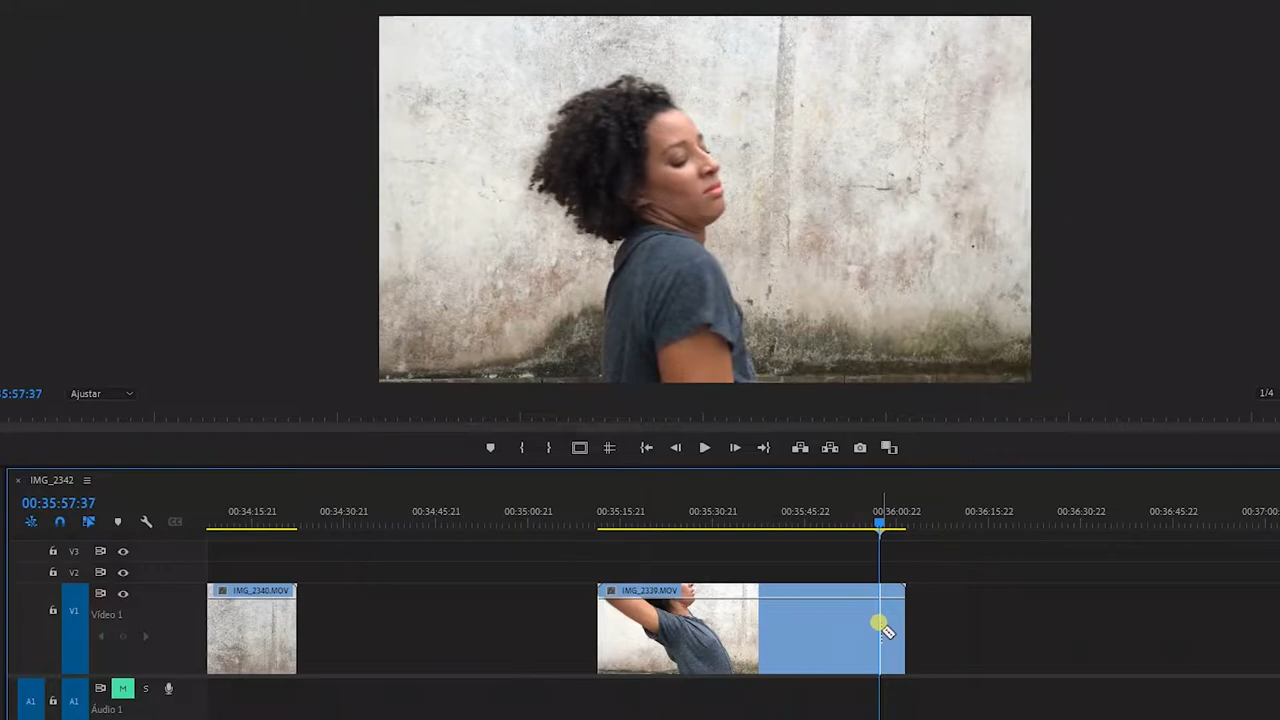 5:57:37
Ajustar
1/4
× IMG_2342
00:35:57:37
00:34:15:21 00:34:30:21 00:34:45:21 00:35:00:21 00:35:15:21 00:35:30:21 00:35:45:22 00:36:00:22 00:36:15:22 00:36:30:22 00:36:45:22 00:37:00
V3
V2
V1 IMG_2340.MOV IMG_2339.MOV
Vídeo 1
A1 A1 M S
Áudio 1